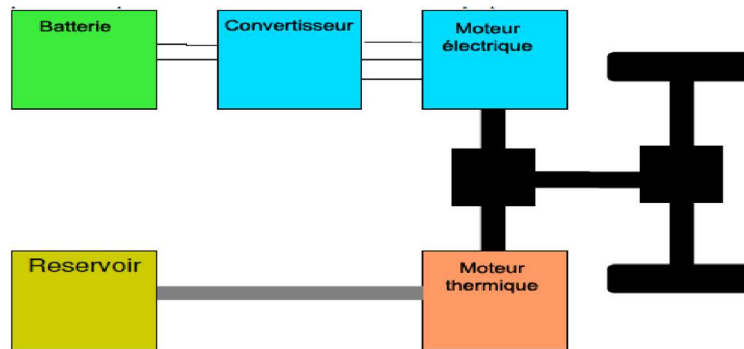 Batterie
Convertisseur
Moteur
électrique
Reservoir
Moteur
thermique